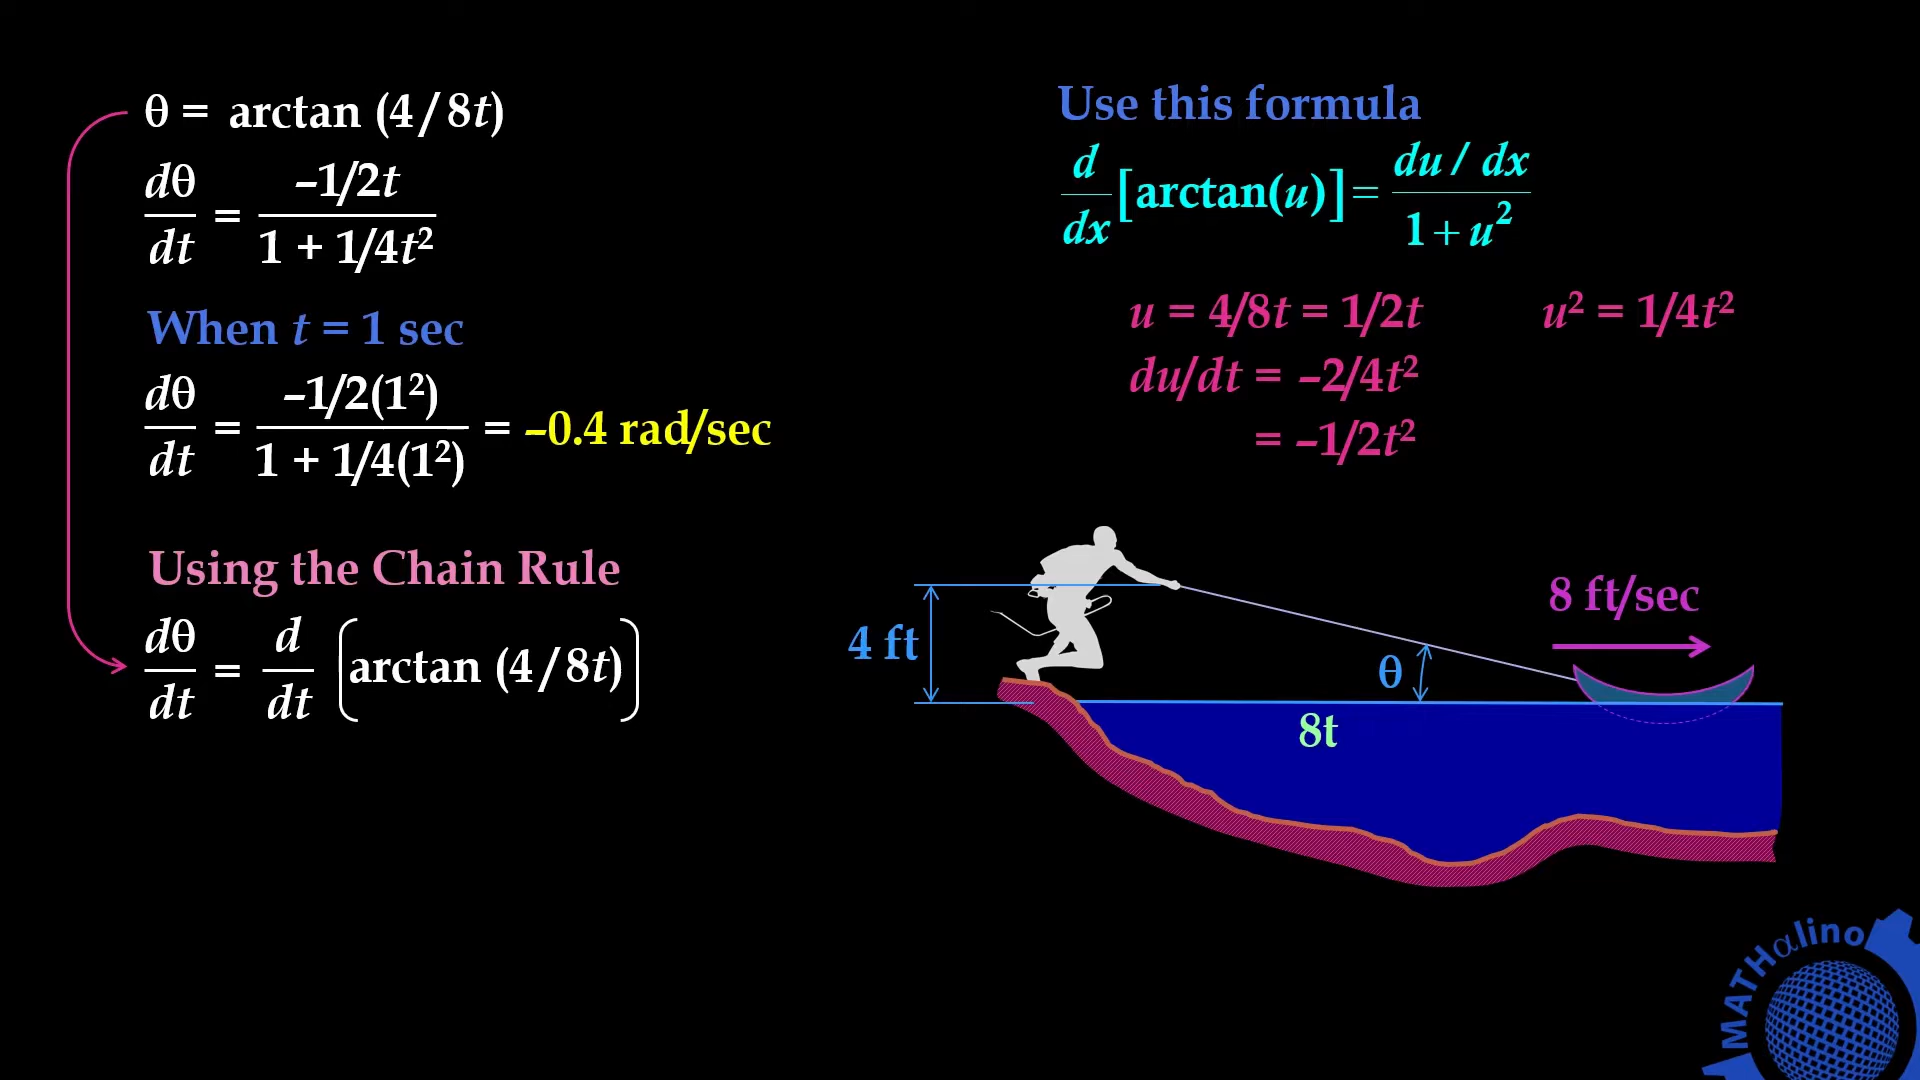 θ = arctan (4/8t)
dθ/dt = –1/2t / 1 + 1/4t²
When t = 1 sec
dθ/dt = –1/2(1²) / 1 + 1/4(1²) = –0.4 rad/sec
Using the Chain Rule
dθ/dt = d/dt (arctan (4/8t))
Use this formula
d/dx [arctan(u)] = du / dx / 1 + u²
u = 4/8t = 1/2t u² = 1/4t²
du/dt = –2/4t²
= –1/2t²
8 ft/sec
4 ft
θ
8t
MATHαlino